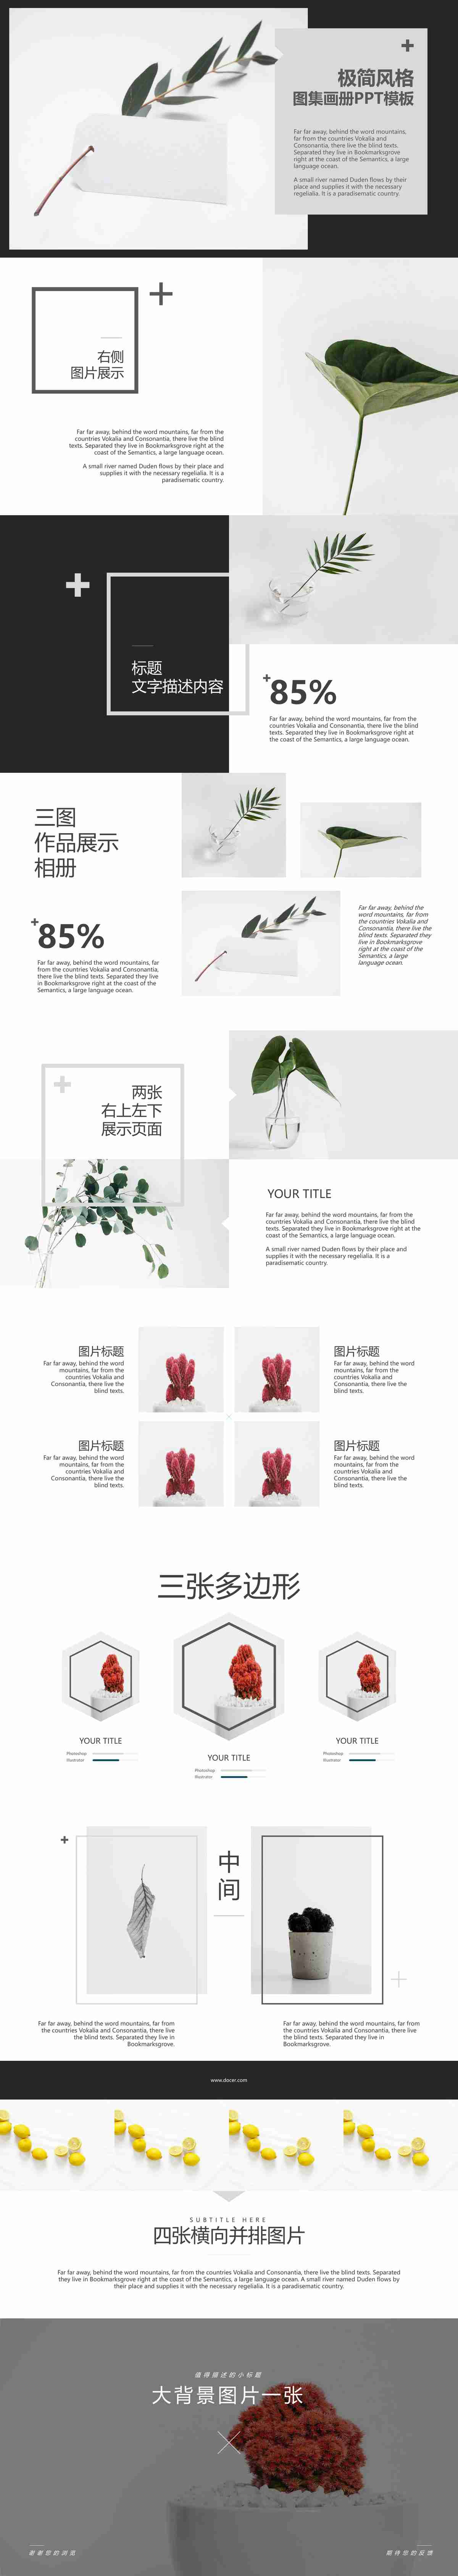 极简风格
图集画册PPT模板
Far far away, behind the word mountains,
far from the countries Vokalia and
Consonantia, there live the blind texts.
Separated they live in Bookmarksgrove
right at the coast of the Semantics, a large
language ocean.
A small river named Duden flows by their
place and supplies it with the necessary
regelialia. It is a paradisematic country.
右侧
图片展示
Far far away, behind the word mountains, far from the
countries Vokalia and Consonantia, there live the blind
texts. Separated they live in Bookmarksgrove right at the
coast of the Semantics, a large language ocean.
A small river named Duden flows by their place and
supplies it with the necessary regelialia. It is a
paradisematic country.
标题
文字描述内容
85%
Far far away, behind the word mountains, far from the
countries Vokalia and Consonantia, there live the blind
texts. Separated they live in Bookmarksgrove right at
the coast of the Semantics, a large language ocean.
三图
作品展示
相册
85%
Far far away, behind the word mountains, far
from the countries Vokalia and Consonantia,
there live the blind texts. Separated they live
in Bookmarksgrove right at the coast of the
Semantics, a large language ocean.
Far far away, behind the
word mountains, far from
the countries Vokalia and
Consonantia, there live the
blind texts. Separated they
live in Bookmarksgrove
right at the coast of the
Semantics, a large
language ocean.
两张
右上左下
展示页面
YOUR TITLE
Far far away, behind the word mountains, far from the
countries Vokalia and Consonantia, there live the blind
texts. Separated they live in Bookmarksgrove right at the
coast of the Semantics, a large language ocean.
A small river named Duden flows by their place and
supplies it with the necessary regelialia. It is a
paradisematic country.
图片标题
Far far away, behind the word
mountains, far from the
countries Vokalia and
Consonantia, there live the
blind texts.
图片标题
Far far away, behind the word
mountains, far from the
countries Vokalia and
Consonantia, there live the
blind texts.
图片标题
Far far away, behind the word
mountains, far from the
countries Vokalia and
Consonantia, there live the
blind texts.
图片标题
Far far away, behind the word
mountains, far from the
countries Vokalia and
Consonantia, there live the
blind texts.
三张多边形
YOUR TITLE
Photoshop
Illustrator
YOUR TITLE
Photoshop
Illustrator
YOUR TITLE
Photoshop
Illustrator
中
间
Far far away, behind the word mountains, far from
the countries Vokalia and Consonantia, there live
the blind texts. Separated they live in
Bookmarksgrove.
Far far away, behind the word mountains, far from
the countries Vokalia and Consonantia, there live
the blind texts. Separated they live in
Bookmarksgrove.
www.docer.com
SUBTITLE HERE
四张横向并排图片
Far far away, behind the word mountains, far from the countries Vokalia and Consonantia, there live the blind texts. Separated
they live in Bookmarksgrove right at the coast of the Semantics, a large language ocean. A small river named Duden flows by
their place and supplies it with the necessary regelialia. It is a paradisematic country.
值得描述的小标题
大背景图片一张
谢谢您的浏览
期待您的反馈